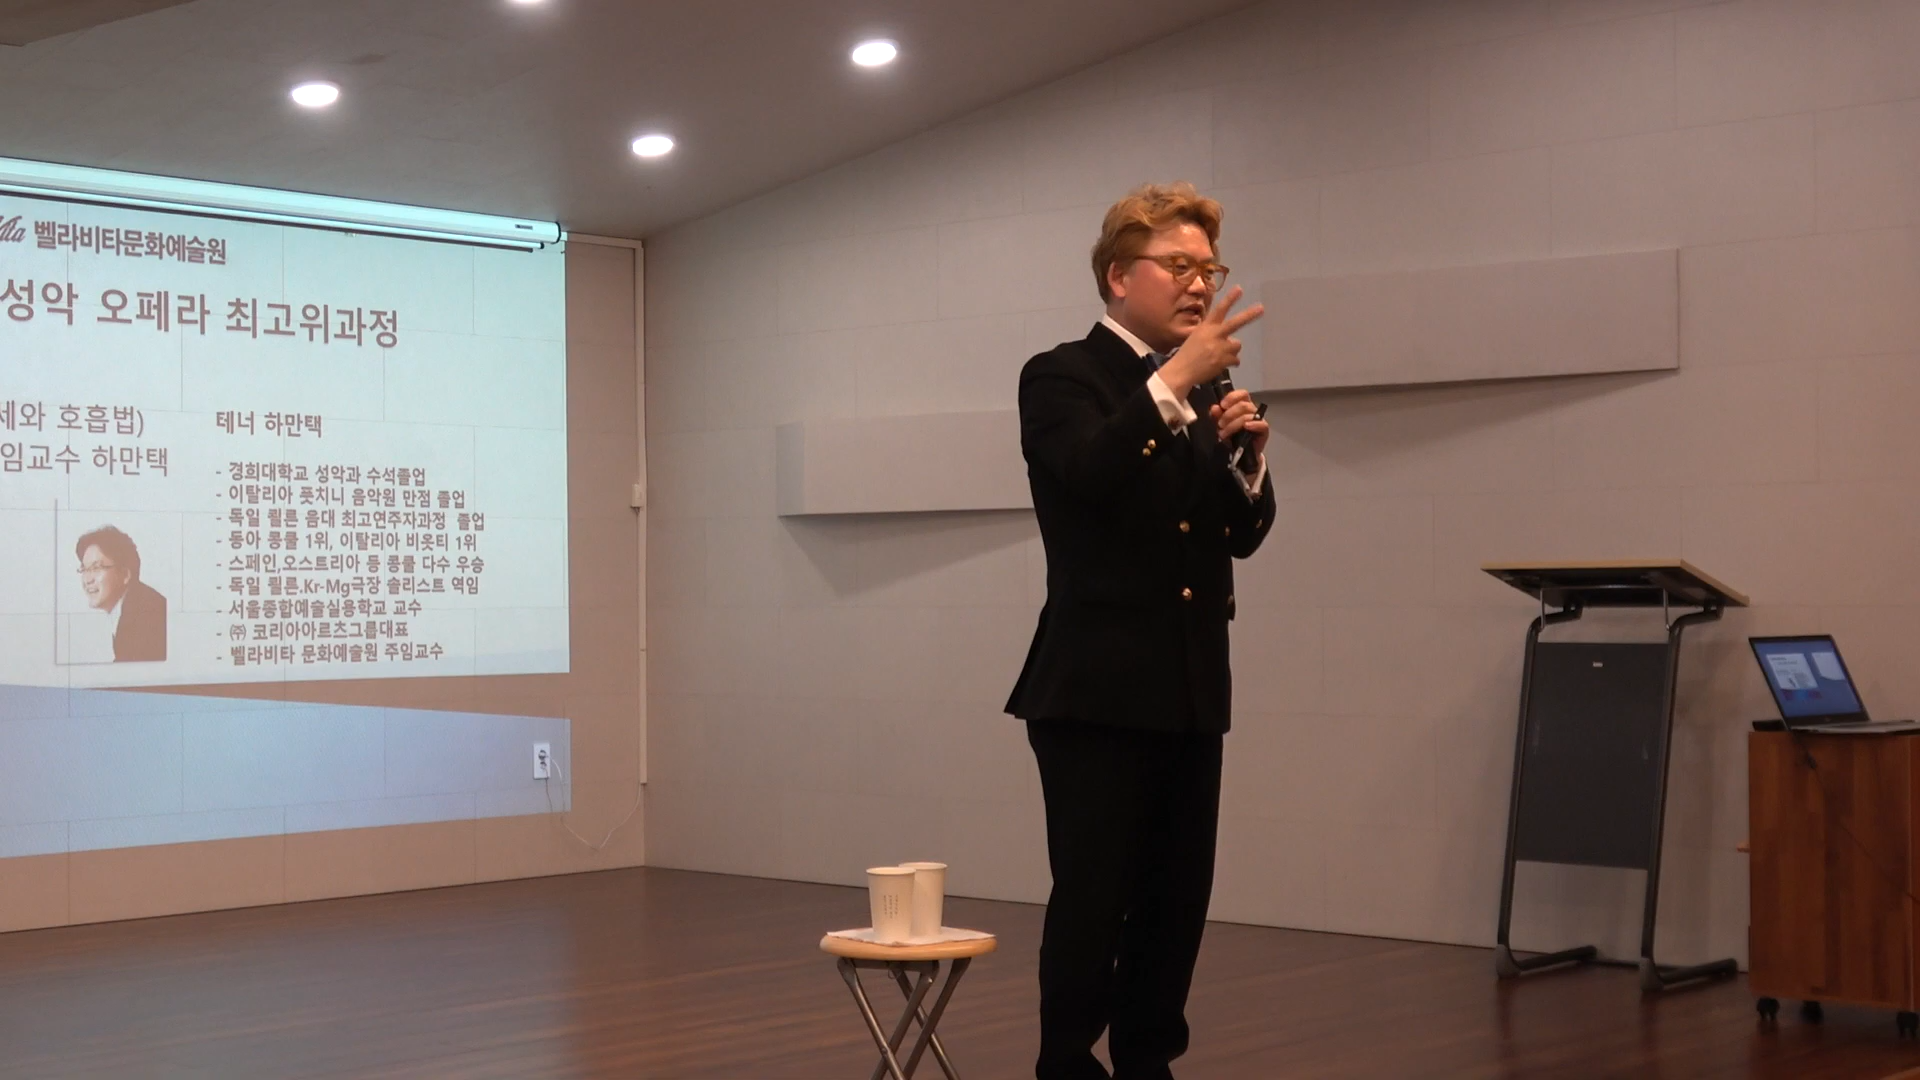 벨라비타문화예술원
성악 오페라 최고위과정
호흡법)
임교수 하만택
테너 하만택
- 경희대학교 성악과 수석졸업
- 이탈리아 풋치니 음악원 만점 졸업
- 독일 쾰른 음대 최고연주자과정 졸업
- 동아 콩쿨 1위, 이탈리아 비옷티 1위
- 스페인,오스트리아 등 콩쿨 다수 우승
- 독일 쾰른.Kr-Mg극장 솔리스트 역임
- 서울종합예술실용학교 교수
- ㈜ 코리아아르츠그룹대표
- 벨라비타 문화예술원 주임교수